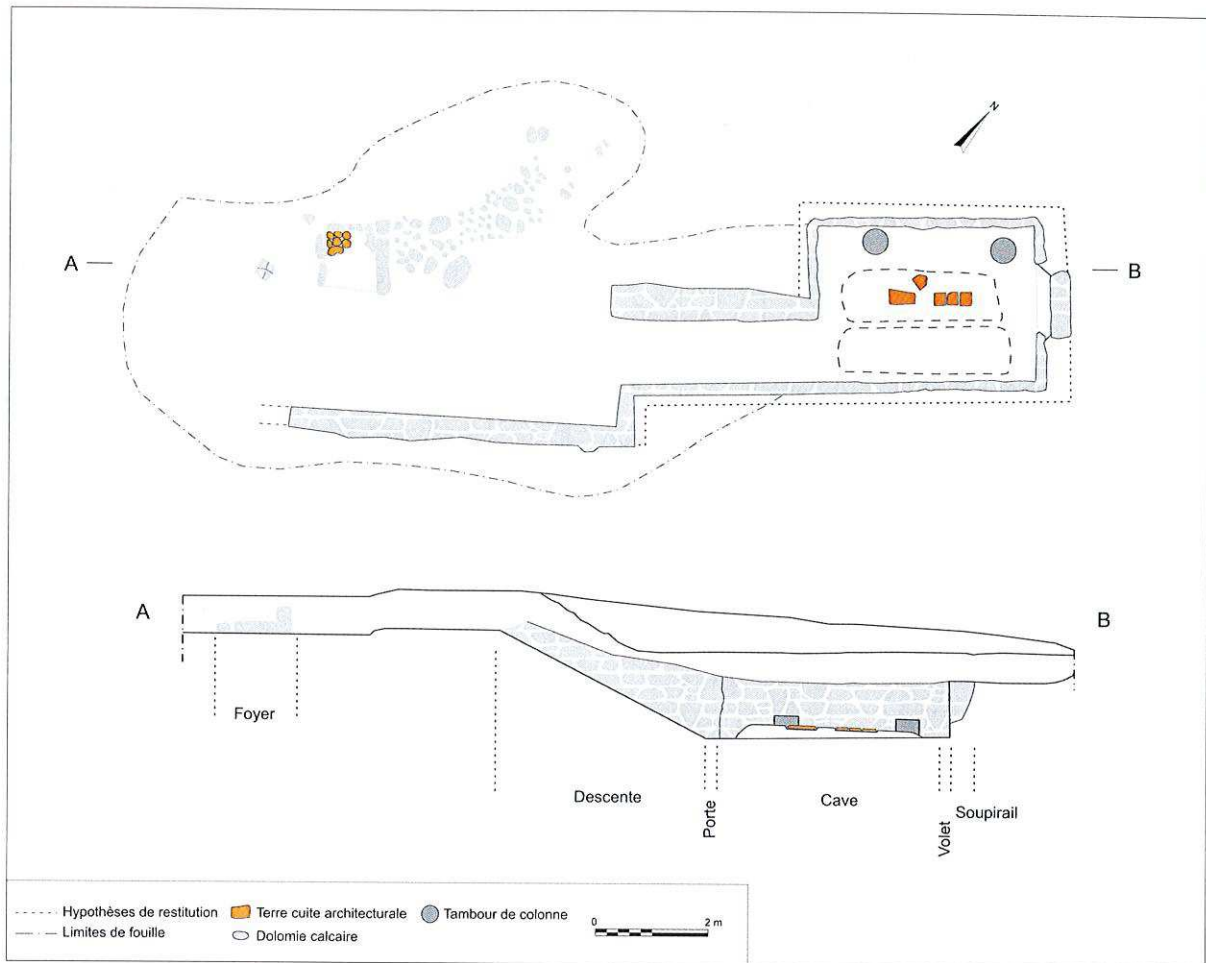 N
A
B
A
B
Foyer
Descente
Porte
Cave
Volet
Soupirail
Hypothèses de restitution
Terre cuite architecturale
Tambour de colonne
0 2 m
Limites de fouille
Dolomie calcaire